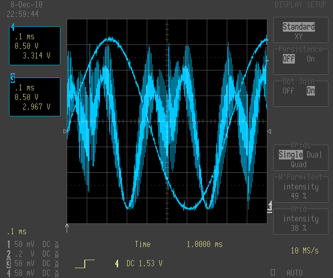 8-Dec-10
22:59:44
DISPLAY SETUP
4
.1 ms
0.50 V
3.314 V
.1 ms
0.50 V
2.967 V
Standard
XY
Persistence
OFF On
Dot Join
OFF On
Grids
Single Dual
Quad
W'form+Text
intensity
49 %
Grid
intensity
38 %
.1 ms
Time 1.0000 ms
1 50 mV DC
2 .2 V DC
3 50 mV DC
4 50 mV DC
4 DC 1.53 V
10 MS/s
AUTO